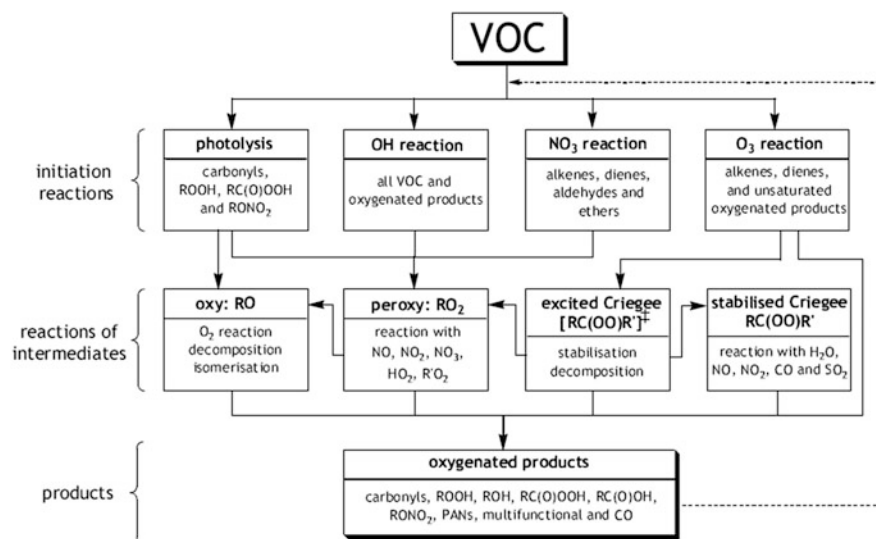 VOC
initiation
reactions
photolysis
carbonyls,
ROOH, RC(O)OOH
and RONO₂
OH reaction
all VOC and
oxygenated products
NO₃ reaction
alkenes, dienes,
aldehydes and
ethers
O₃ reaction
alkenes, dienes,
and unsaturated
oxygenated products
reactions of
intermediates
oxy: RO
O₂ reaction
decomposition
isomerisation
peroxy: RO₂
reaction with
NO, NO₂, NO₃,
HO₂, R'O₂
excited Criegee
[RC(OO)R']‡
stabilisation
decomposition
stabilised Criegee
RC(OO)R'
reaction with H₂O,
NO, NO₂, CO and SO₂
products
oxygenated products
carbonyls, ROOH, ROH, RC(O)OOH, RC(O)OH,
RONO₂, PANs, multifunctional and CO